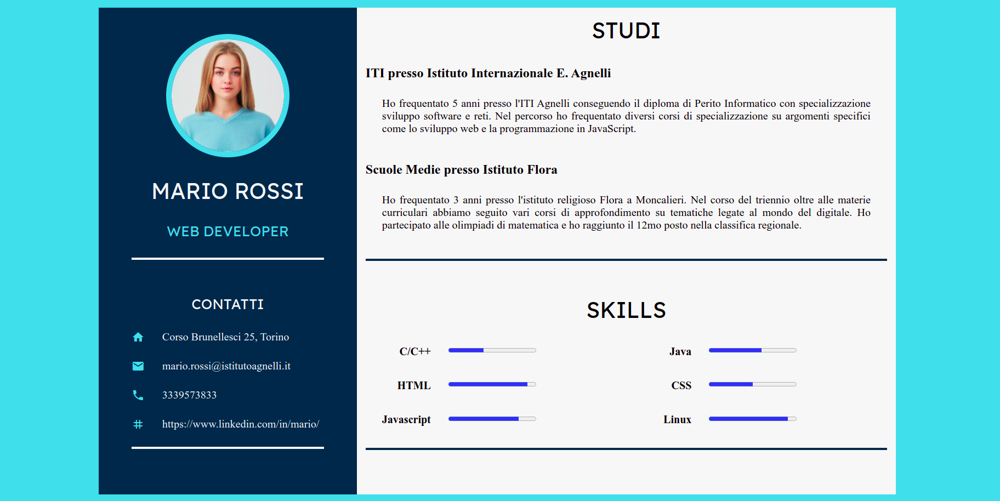 MARIO ROSSI
WEB DEVELOPER
CONTATTI
Corso Brunellesci 25, Torino
mario.rossi@istitutoagnelli.it
3339573833
https://www.linkedin.com/in/mario/
STUDI
ITI presso Istituto Internazionale E. Agnelli
Ho frequentato 5 anni presso l'ITI Agnelli conseguendo il diploma di Perito Informatico con specializzazione
sviluppo software e reti. Nel percorso ho frequentato diversi corsi di specializzazione su argomenti specifici
come lo sviluppo web e la programmazione in JavaScript.
Scuole Medie presso Istituto Flora
Ho frequentato 3 anni presso l'istituto religioso Flora a Moncalieri. Nel corso del triennio oltre alle materie
curriculari abbiamo seguito vari corsi di approfondimento su tematiche legate al mondo del digitale. Ho
partecipato alle olimpiadi di matematica e ho raggiunto il 12mo posto nella classifica regionale.
SKILLS
C/C++ Java
HTML CSS
Javascript Linux